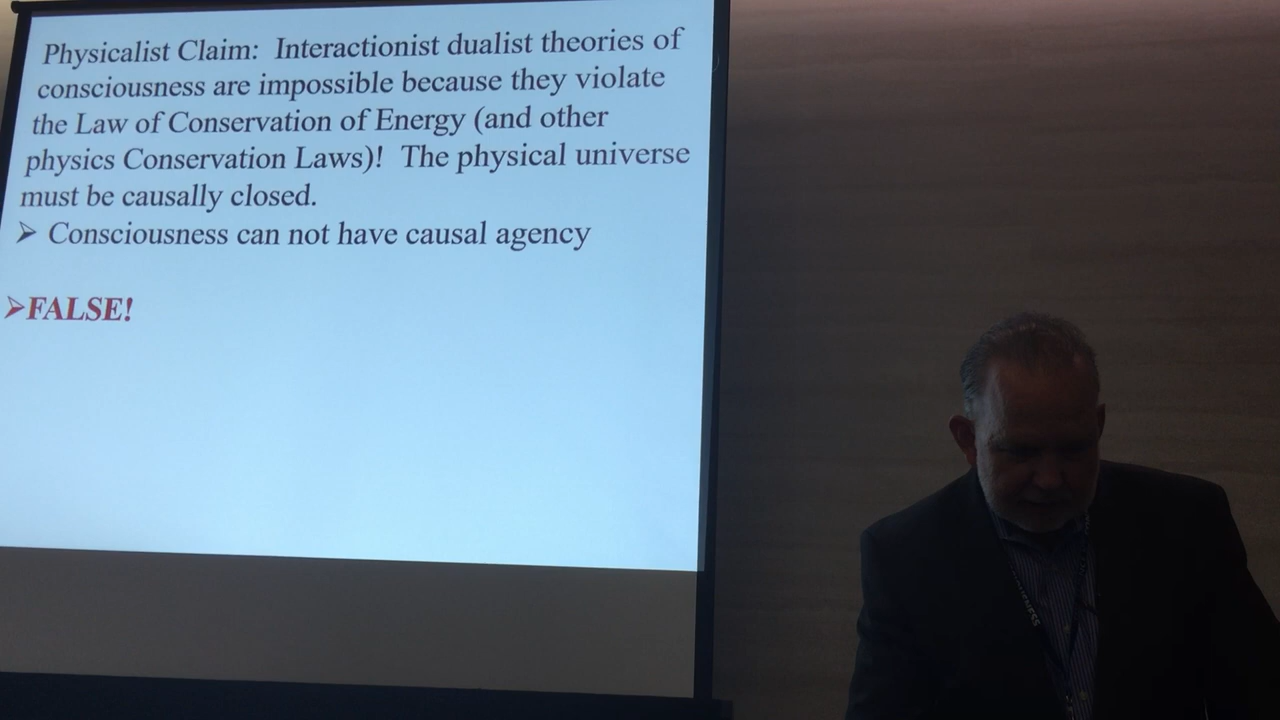 Physicalist Claim: Interactionist dualist theories of
consciousness are impossible because they violate
the Law of Conservation of Energy (and other
physics Conservation Laws)! The physical universe
must be causally closed.
➢ Consciousness can not have causal agency
➢FALSE!